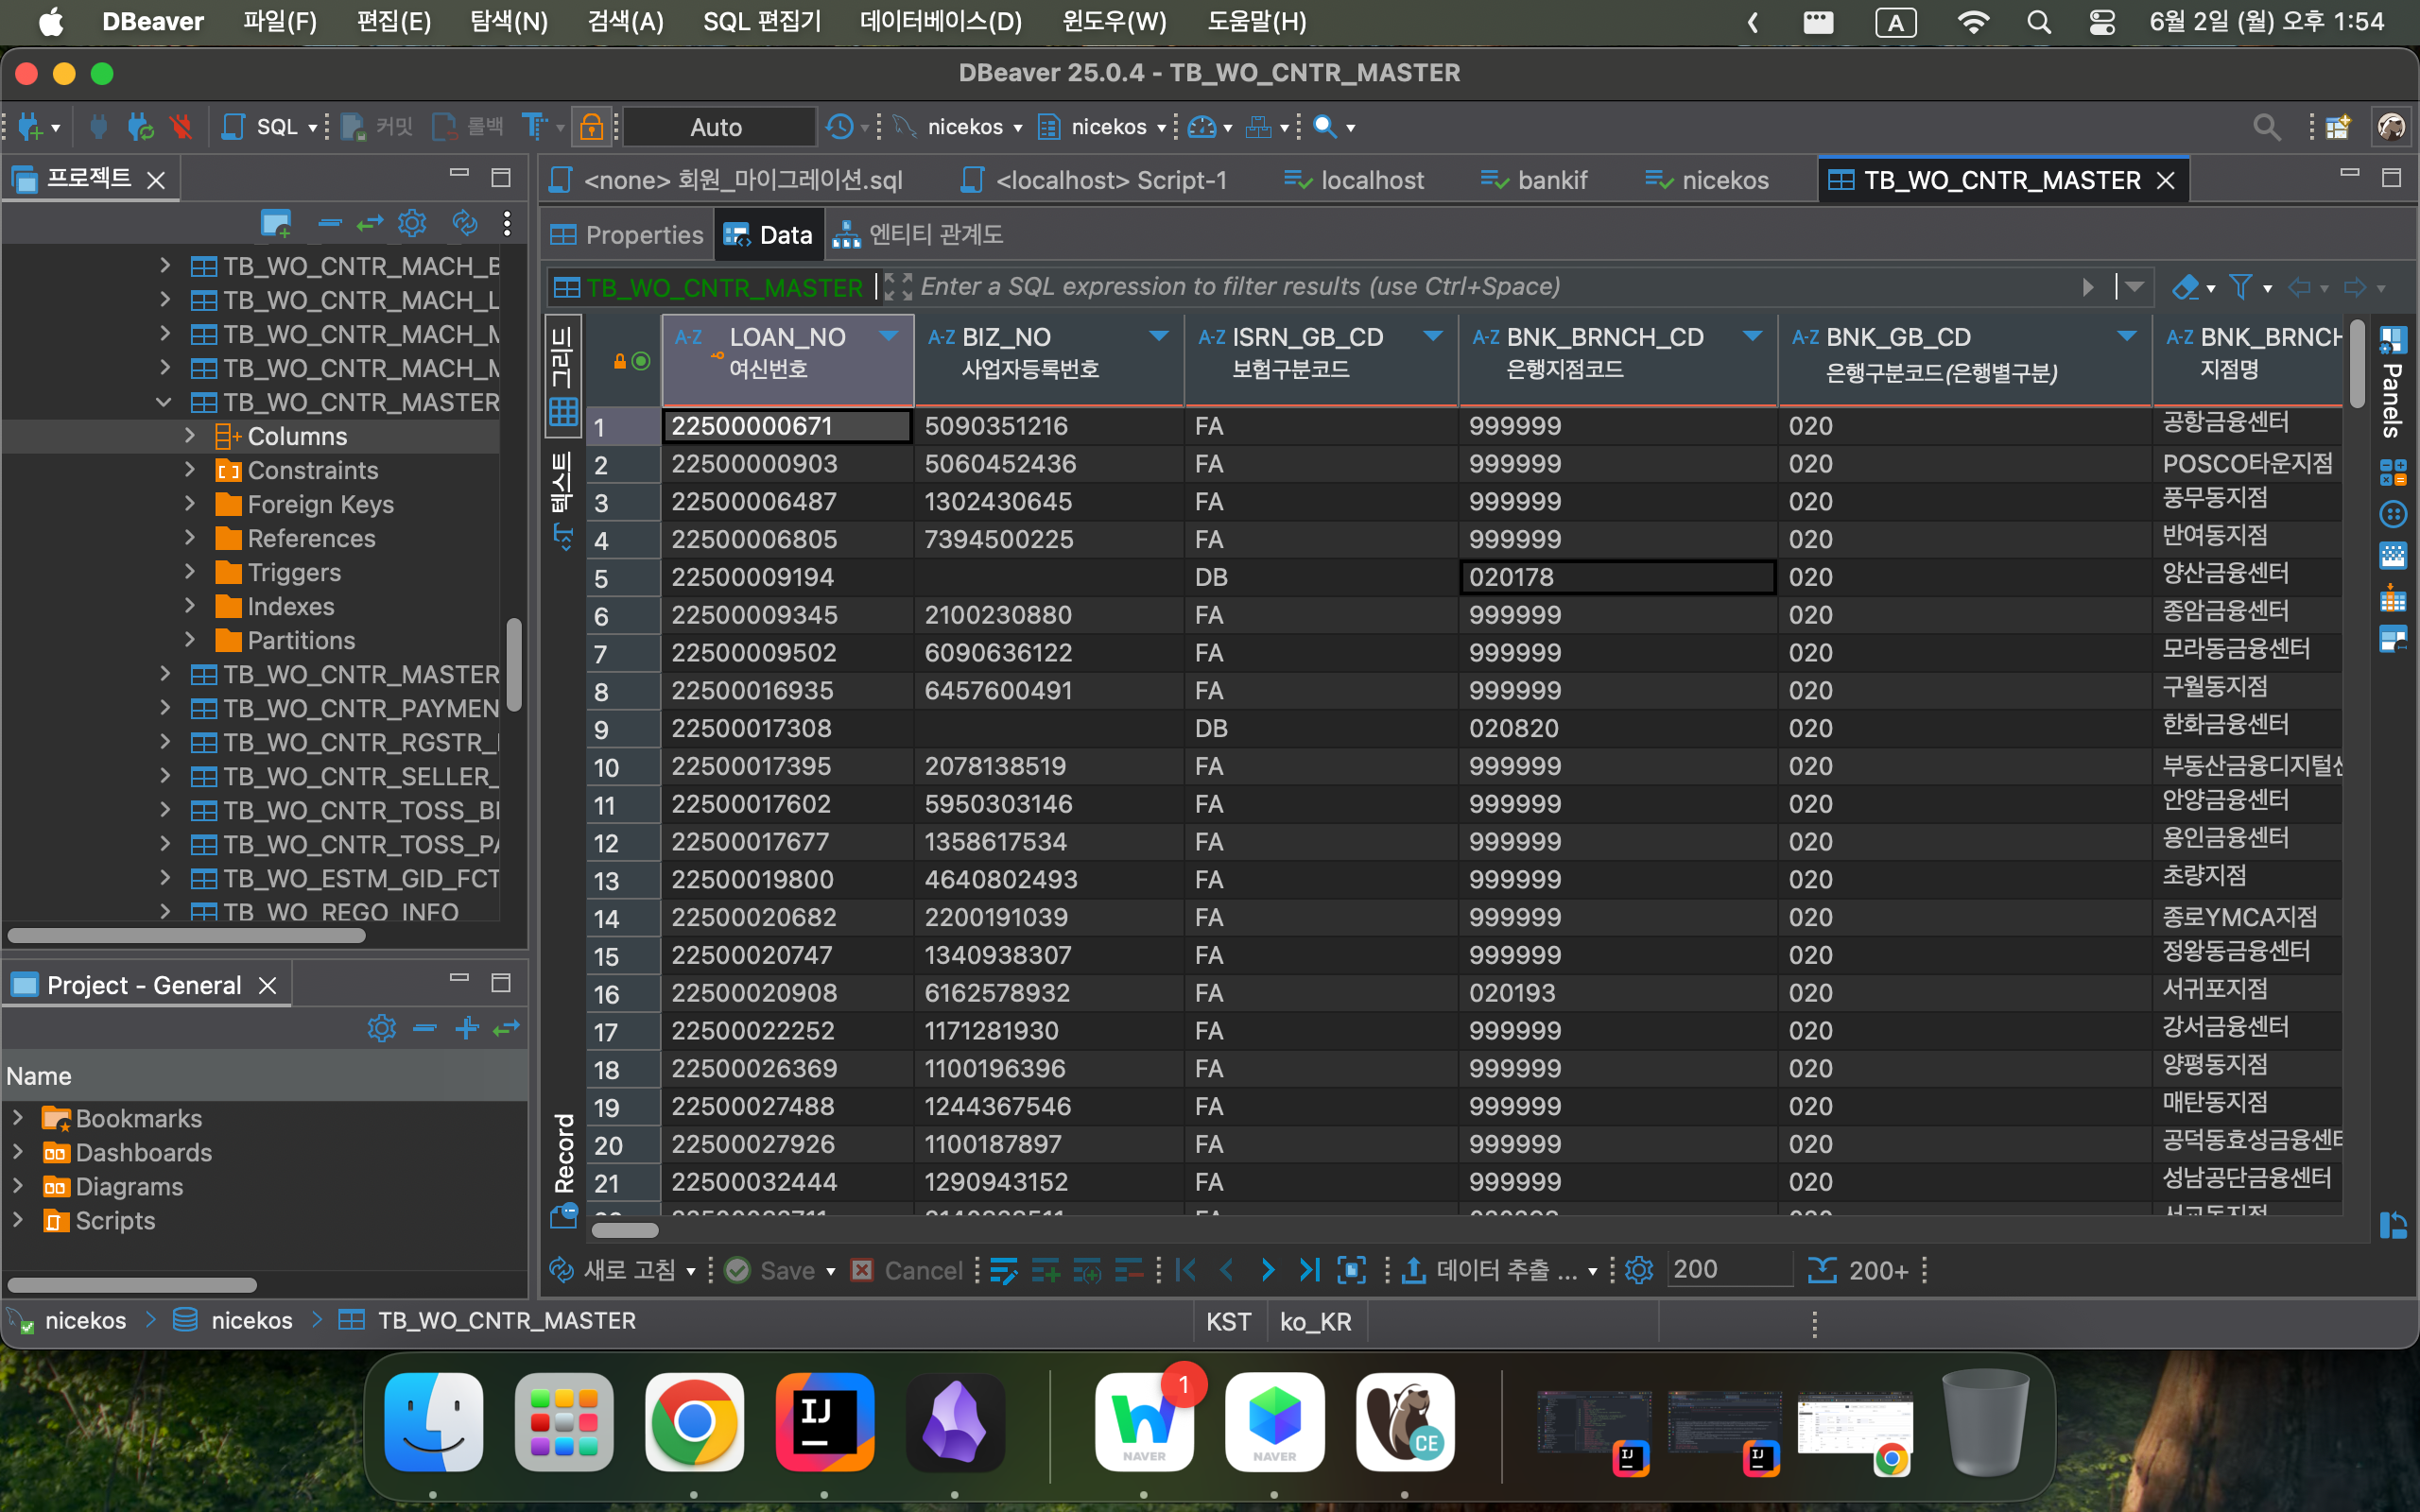 DBeaver 파일(F) 편집(E) 탐색(N) 검색(A) SQL 편집기 데이터베이스(D) 윈도우(W) 도움말(H) A 6월 2일 (월) 오후 1:54
DBeaver 25.0.4 - TB_WO_CNTR_MASTER
SQL 커밋 롤백 Auto nicekos nicekos
프로젝트
<none> 회원_마이그레이션.sql <localhost> Script-1 localhost bankif nicekos TB_WO_CNTR_MASTER
Properties Data 엔티티 관계도
TB_WO_CNTR_MASTER Enter a SQL expression to filter results (use Ctrl+Space)
TB_WO_CNTR_MACH_B
TB_WO_CNTR_MACH_L
TB_WO_CNTR_MACH_M
TB_WO_CNTR_MACH_M
TB_WO_CNTR_MASTER
Columns
Constraints
Foreign Keys
References
Triggers
Indexes
Partitions
TB_WO_CNTR_MASTER
TB_WO_CNTR_PAYMEN
TB_WO_CNTR_RGSTR_
TB_WO_CNTR_SELLER_
TB_WO_CNTR_TOSS_B
TB_WO_CNTR_TOSS_PA
TB_WO_ESTM_GID_FCT
TB_WO_REGO_INFO
Project - General
Name
Bookmarks
Dashboards
Diagrams
Scripts
그리드
텍스트
Record
A-Z LOAN_NO A-Z BIZ_NO A-Z ISRN_GB_CD A-Z BNK_BRNCH_CD A-Z BNK_GB_CD A-Z BNK_BRNCH
여신번호 사업자등록번호 보험구분코드 은행지점코드 은행구분코드(은행별구분) 지점명
1 22500000671 5090351216 FA 999999 020 공항금융센터
2 22500000903 5060452436 FA 999999 020 POSCO타운지점
3 22500006487 1302430645 FA 999999 020 풍무동지점
4 22500006805 7394500225 FA 999999 020 반여동지점
5 22500009194 DB 020178 020 양산금융센터
6 22500009345 2100230880 FA 999999 020 종암금융센터
7 22500009502 6090636122 FA 999999 020 모라동금융센터
8 22500016935 6457600491 FA 999999 020 구월동지점
9 22500017308 DB 020820 020 한화금융센터
10 22500017395 2078138519 FA 999999 020 부동산금융디지털센
11 22500017602 5950303146 FA 999999 020 안양금융센터
12 22500017677 1358617534 FA 999999 020 용인금융센터
13 22500019800 4640802493 FA 999999 020 초량지점
14 22500020682 2200191039 FA 999999 020 종로YMCA지점
15 22500020747 1340938307 FA 999999 020 정왕동금융센터
16 22500020908 6162578932 FA 020193 020 서귀포지점
17 22500022252 1171281930 FA 999999 020 강서금융센터
18 22500026369 1100196396 FA 999999 020 양평동지점
19 22500027488 1244367546 FA 999999 020 매탄동지점
20 22500027926 1100187897 FA 999999 020 공덕동효성금융센터
21 22500032444 1290943152 FA 999999 020 성남공단금융센터
Panels
새로 고침 Save Cancel 데이터 추출 ... 200 200+
nicekos nicekos TB_WO_CNTR_MASTER KST ko_KR
IJ
NAVER
1
NAVER
CE
IJ
IJ